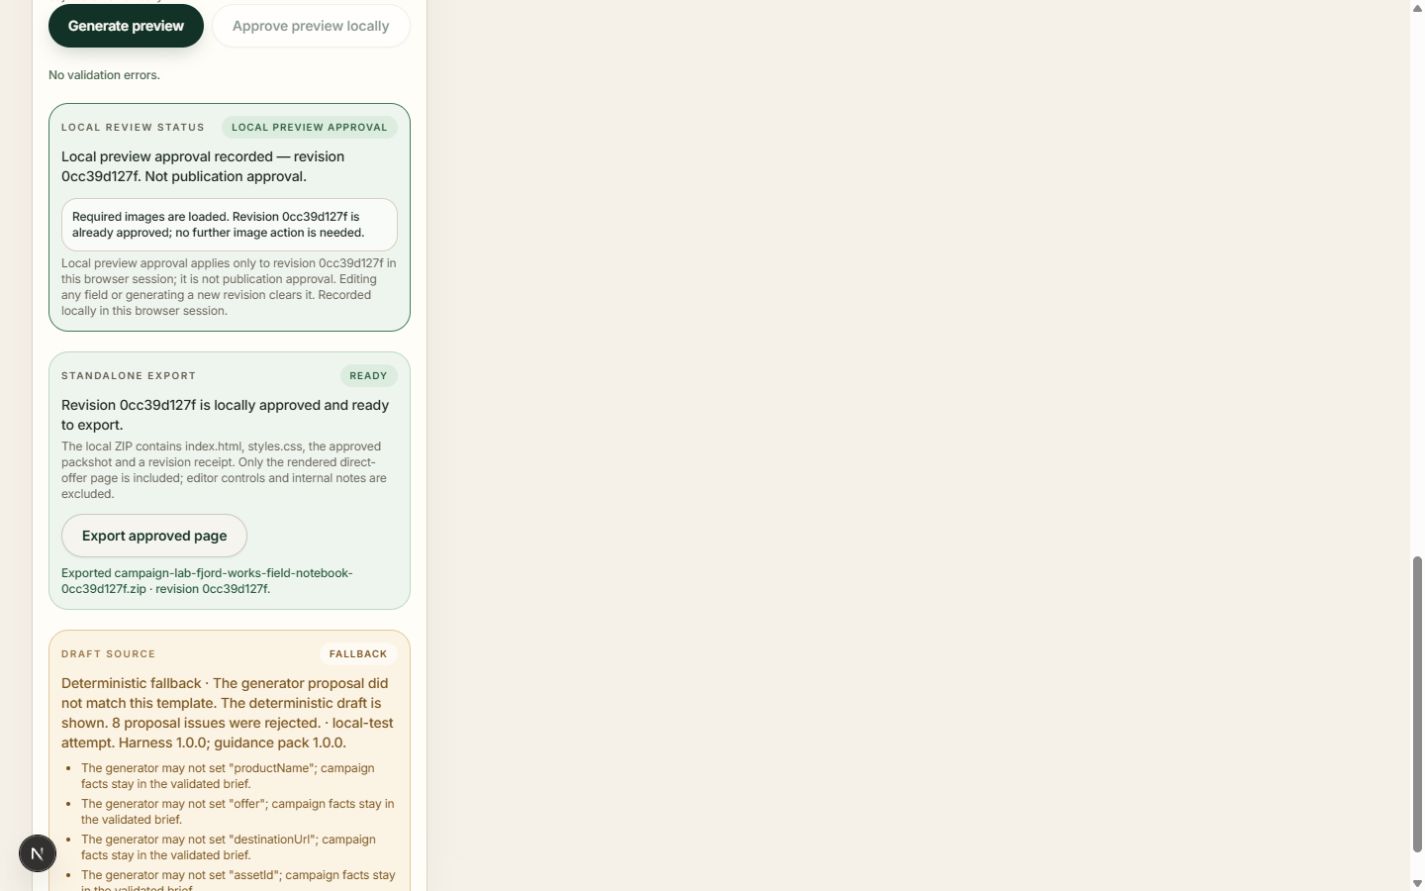 Generate preview
Approve preview locally
No validation errors.
LOCAL REVIEW STATUS
LOCAL PREVIEW APPROVAL
Local preview approval recorded — revision
0cc39d127f. Not publication approval.
Required images are loaded. Revision 0cc39d127f is
already approved; no further image action is needed.
Local preview approval applies only to revision 0cc39d127f in
this browser session; it is not publication approval. Editing
any field or generating a new revision clears it. Recorded
locally in this browser session.
STANDALONE EXPORT
READY
Revision 0cc39d127f is locally approved and ready
to export.
The local ZIP contains index.html, styles.css, the approved
packshot and a revision receipt. Only the rendered direct-
offer page is included; editor controls and internal notes are
excluded.
Export approved page
Exported campaign-lab-fjord-works-field-notebook-
0cc39d127f.zip · revision 0cc39d127f.
DRAFT SOURCE
FALLBACK
Deterministic fallback · The generator proposal did
not match this template. The deterministic draft is
shown. 8 proposal issues were rejected. · local-test
attempt. Harness 1.0.0; guidance pack 1.0.0.
• The generator may not set "productName"; campaign
facts stay in the validated brief.
• The generator may not set "offer"; campaign facts stay in
the validated brief.
• The generator may not set "destinationUrl"; campaign
facts stay in the validated brief.
• The generator may not set "assetId"; campaign facts stay
in the validated brief.
N